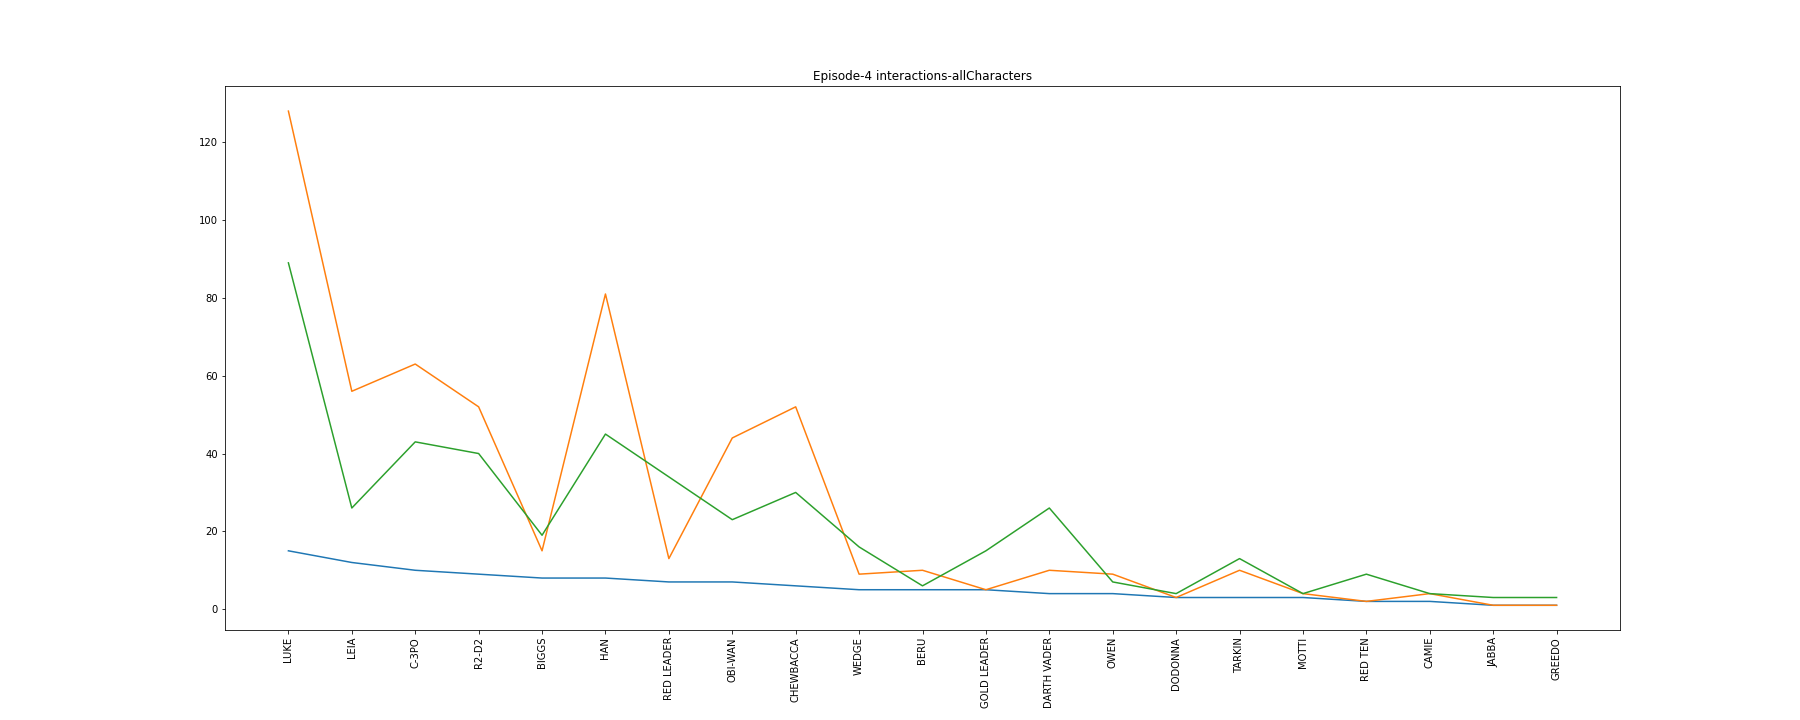 Episode-4 interactions-allCharacters
120
100
80
60
40
20
0
LUKE
LEIA
C-3PO
R2-D2
BIGGS
HAN
RED LEADER
OBI-WAN
CHEWBACCA
WEDGE
BERU
GOLD LEADER
DARTH VADER
OWEN
DODONNA
TARKIN
MOTTI
RED TEN
CAMIE
JABBA
GREEDO